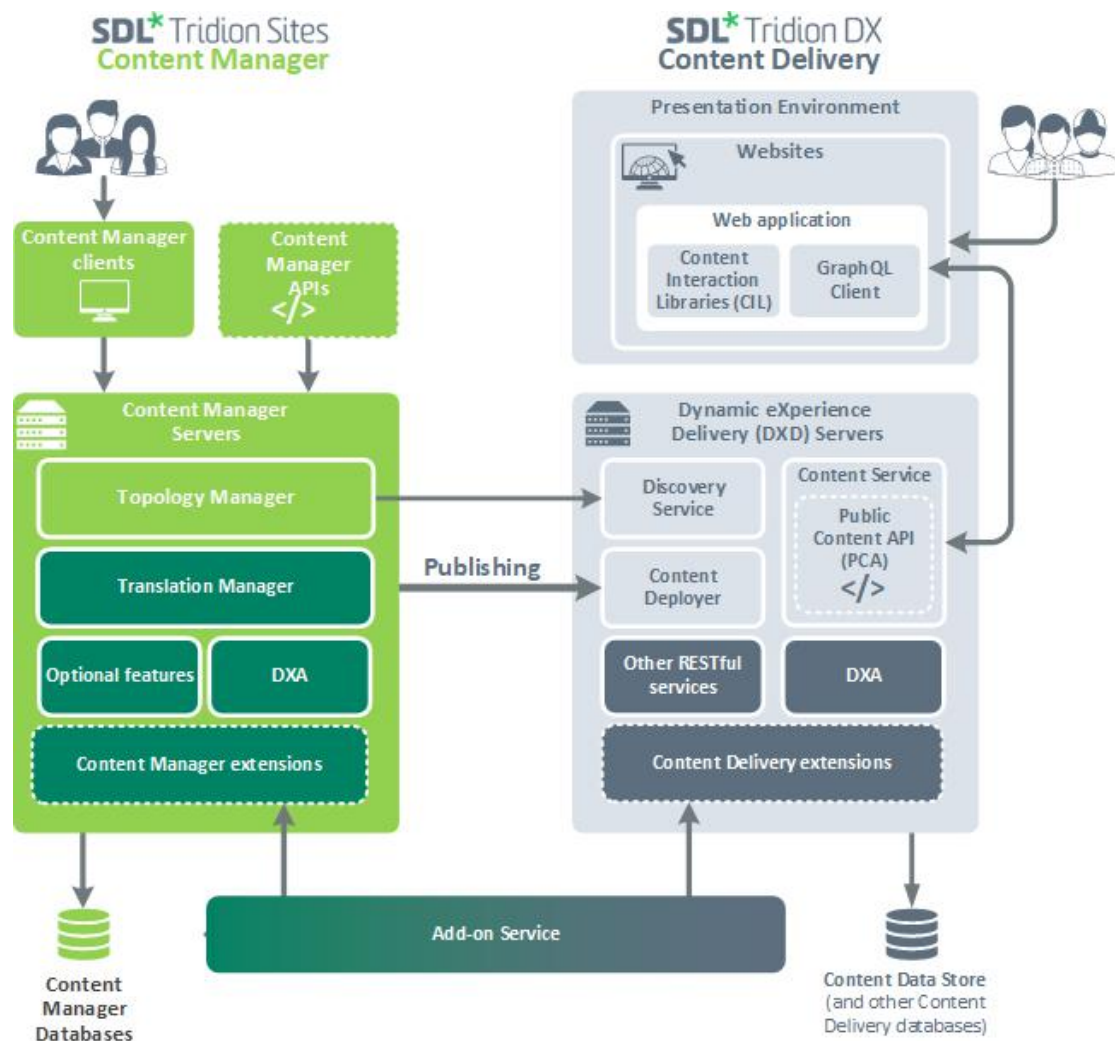 SDL* Tridion Sites
Content Manager
SDL* Tridion DX
Content Delivery
Content Manager
clients
Content
Manager
APIs
</>
Content Manager
Servers
Topology Manager
Translation Manager
Optional features
DXA
Content Manager extensions
Publishing
Presentation Environment
Websites
Web application
Content
Interaction
Libraries (CIL)
GraphQL
Client
Dynamic eXperience
Delivery (DXD) Servers
Discovery
Service
Content Service
Public
Content API
(PCA)
</>
Content
Deployer
Other RESTful
services
DXA
Content Delivery extensions
Add-on Service
Content
Manager
Databases
Content Data Store
(and other Content
Delivery databases)